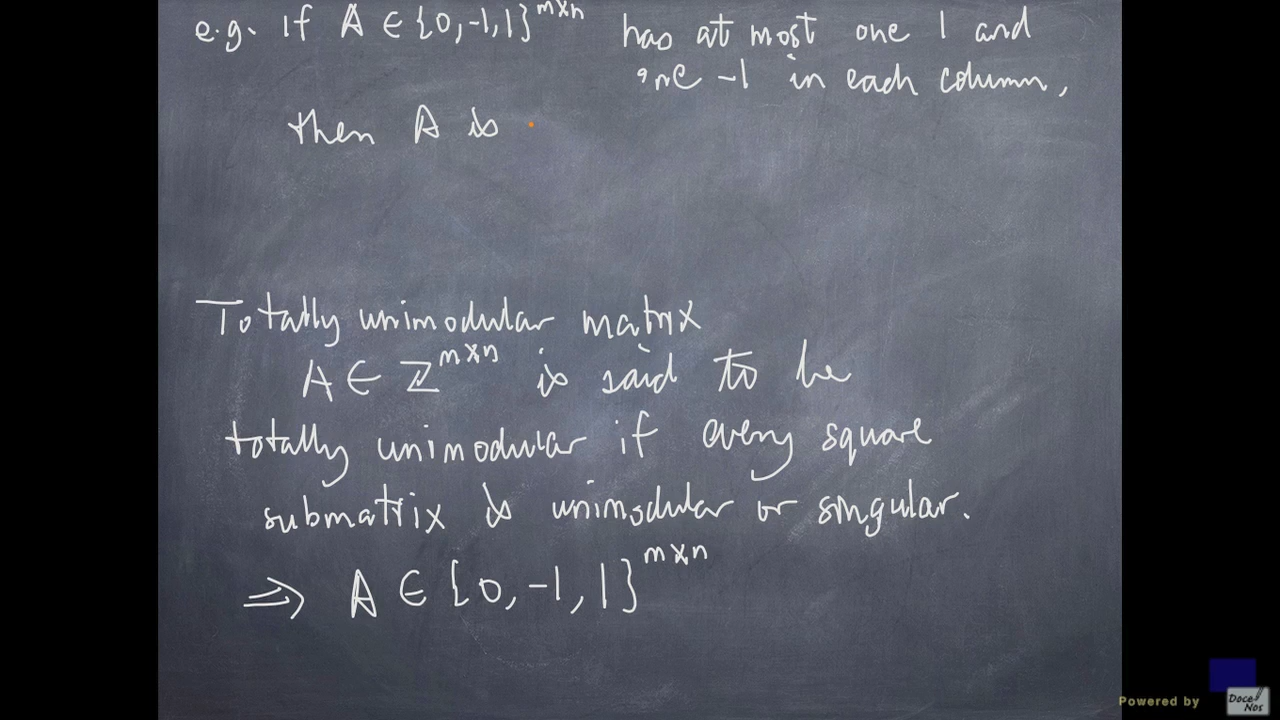 e.g. If A ∈ {0,-1,1}^{m×n} has at most one 1 and
one -1 in each column,
then A is
Totally unimodular matrix
A ∈ ℤ^{m×n} is said to be
totally unimodular if every square
submatrix is unimodular or singular.
⇒ A ∈ {0,-1,1}^{m×n}
Powered by
Doceri